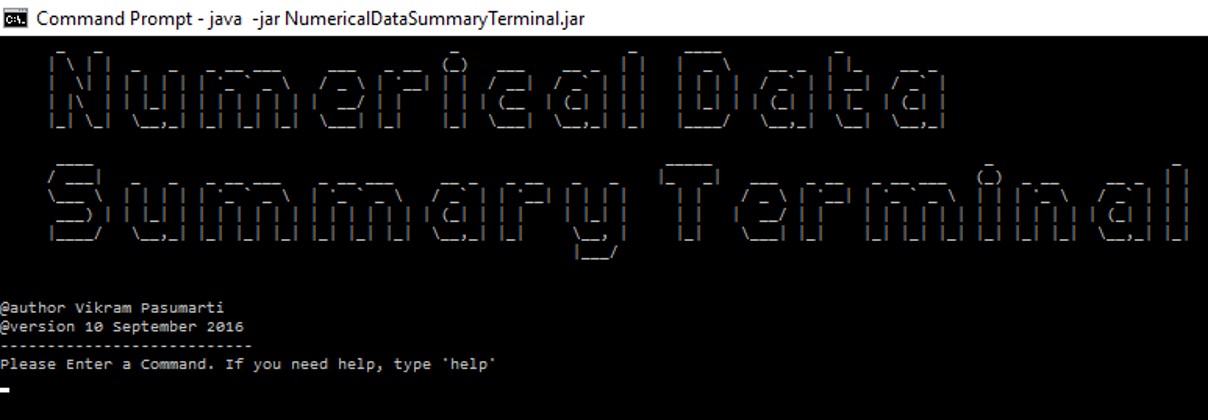 Command Prompt - java  -jar NumericalDataSummaryTerminal.jar
Numerical Data
Summary Terminal
@author Vikram Pasumarti
@version 10 September 2016
---------------------------
Please Enter a Command. If you need help, type 'help'